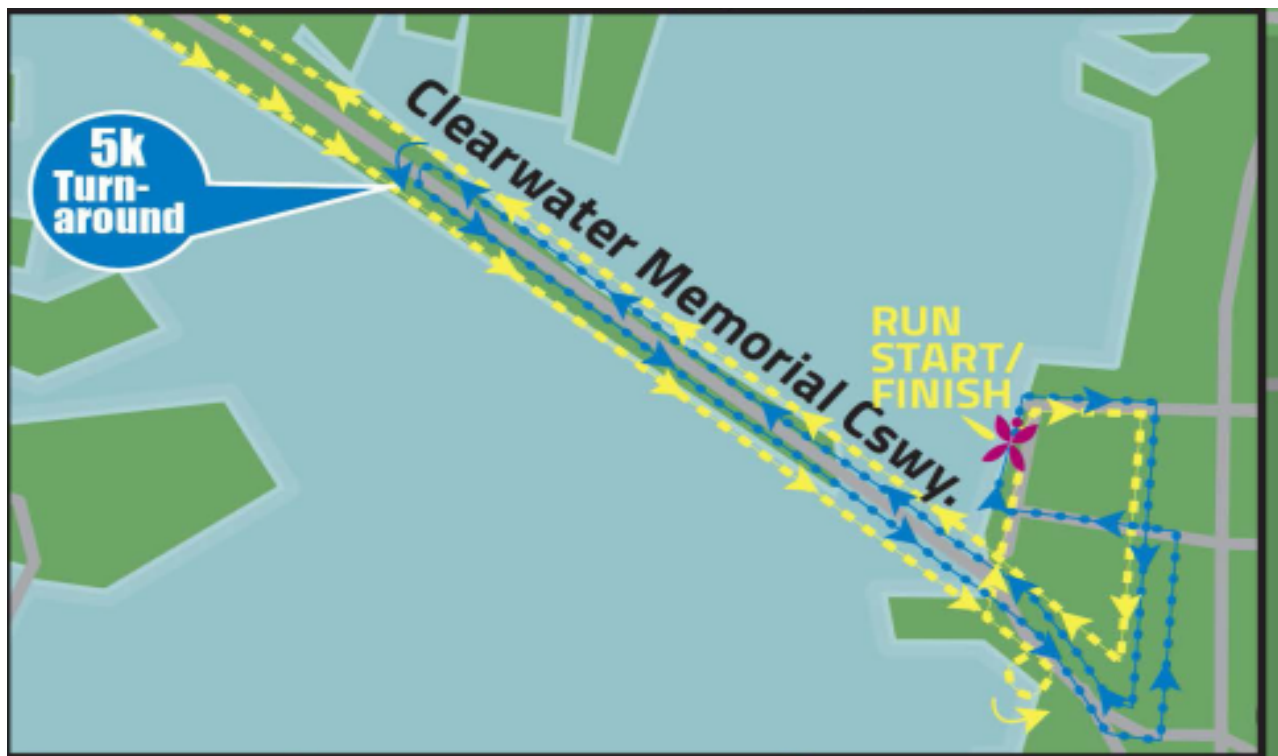 5k
Turn-
around
Clearwater Memorial Cswy.
RUN
START/
FINISH